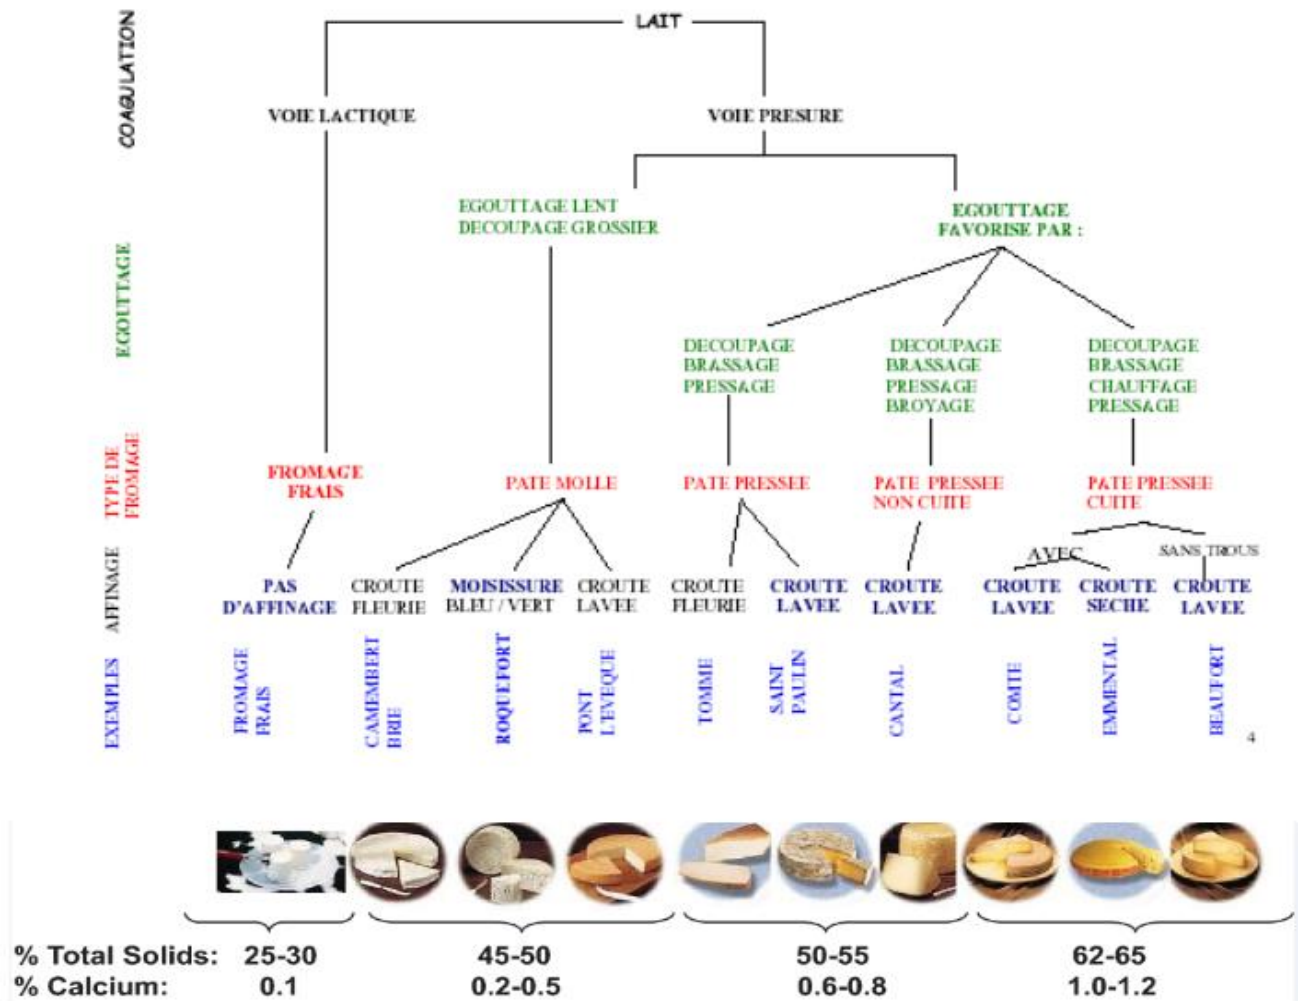 LAIT
COAGULATION
VOIE LACTIQUE
VOIE PRESURE
EGOUTTAGE LENT
DECOUPAGE GROSSIER
EGOUTTAGE
FAVORISE PAR :
EGOUTTAGE
DECOUPAGE
BRASSAGE
PRESSAGE
DECOUPAGE
BRASSAGE
PRESSAGE
BROYAGE
DECOUPAGE
BRASSAGE
CHAUFFAGE
PRESSAGE
TYPE DE
FROMAGE
FROMAGE
FRAIS
PATE MOLLE
PATE PRESSEE
PATE PRESSEE
NON CUITE
PATE PRESSEE
CUITE
AVEC
SANS TROUS
AFFINAGE
PAS
D'AFFINAGE
CROUTE
FLEURIE
MOISISSURE
BLEU / VERT
CROUTE
LAVEE
CROUTE
FLEURIE
CROUTE
LAVEE
CROUTE
LAVEE
CROUTE
LAVEE
CROUTE
SECHE
CROUTE
LAVEE
EXEMPLES
FROMAGE
FRAIS
CAMEMBERT
BRIE
ROQUEFORT
PONT
L'EVEQUE
TOMME
SAINT
PAULIN
CANTAL
COMTE
EMMENTAL
BEAUFORT
4
% Total Solids: 25-30 45-50 50-55 62-65
% Calcium: 0.1 0.2-0.5 0.6-0.8 1.0-1.2